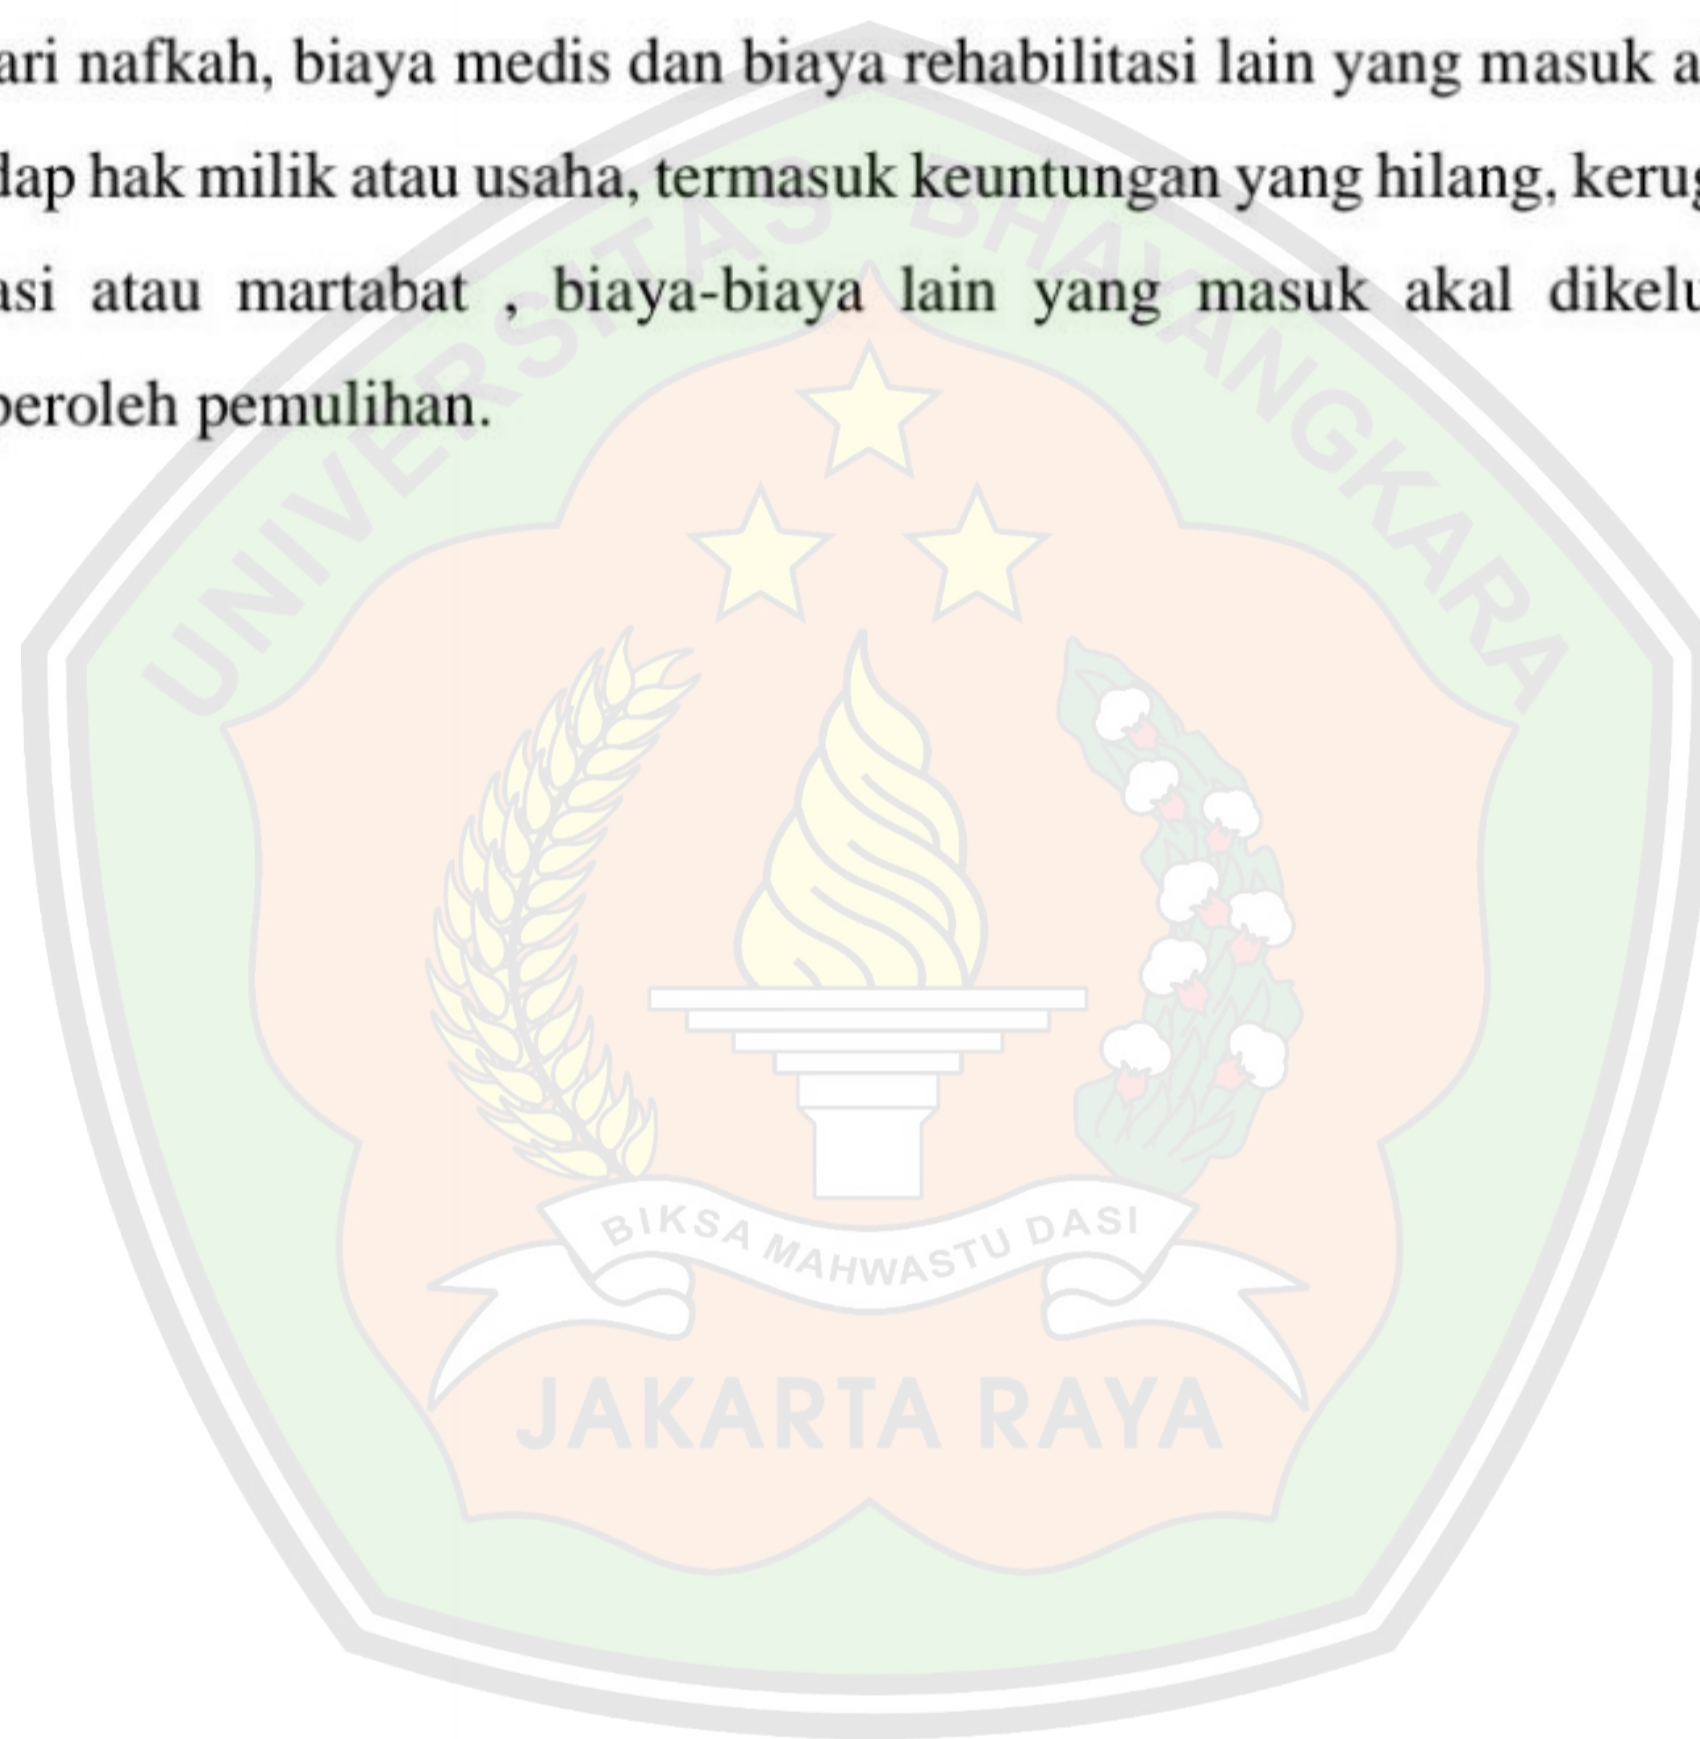 ari nafkah, biaya medis dan biaya rehabilitasi lain yang masuk a
dap hak milik atau usaha, termasuk keuntungan yang hilang, kerug
asi atau martabat , biaya-biaya lain yang masuk akal dikelu
peroleh pemulihan.
UNIVERSITAS BHAYANGKARA
BIKSA MAHWASTU DASI
JAKARTA RAYA